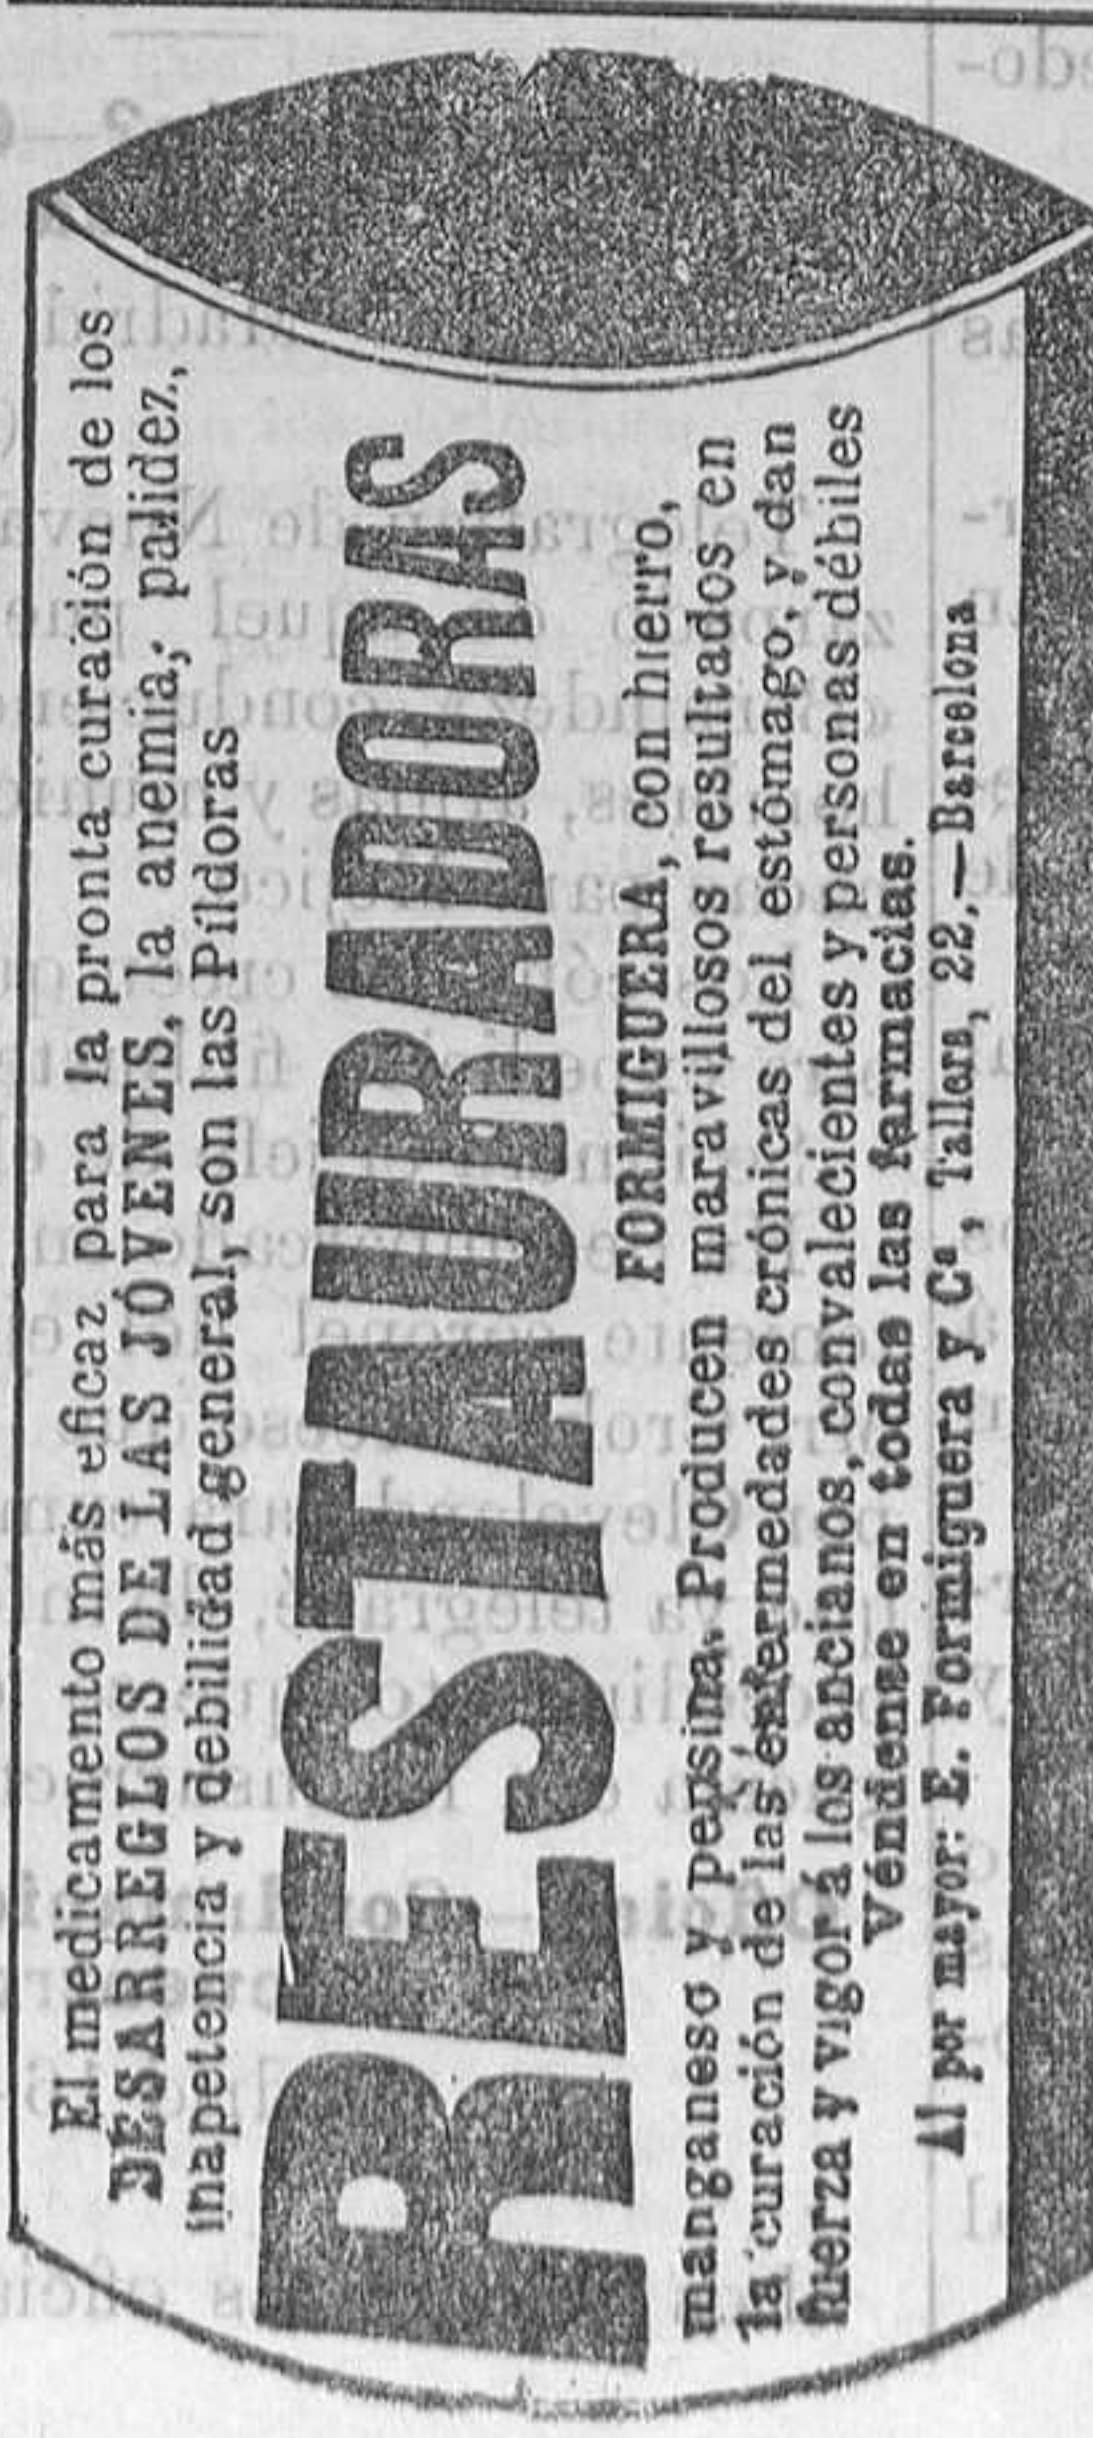 El medicamento más eficaz para la pronta curación de los
DESARREGLOS DE LAS JÓVENES, la anemia, palidez,
inapetencia y debilidad general, son las Píldoras
RESTAURADORAS
FORMIGUERA, con hierro,
manganeso y pepsina. Producen maravillosos resultados en
la curación de las enfermedades crónicas del estómago, y dan
fuerza y vigor á los ancianos, convalecientes y personas débiles
Véndense en todas las farmacias.
Al por mayor: E. Formiguera y Cª, Tallers, 22.—Barcelona